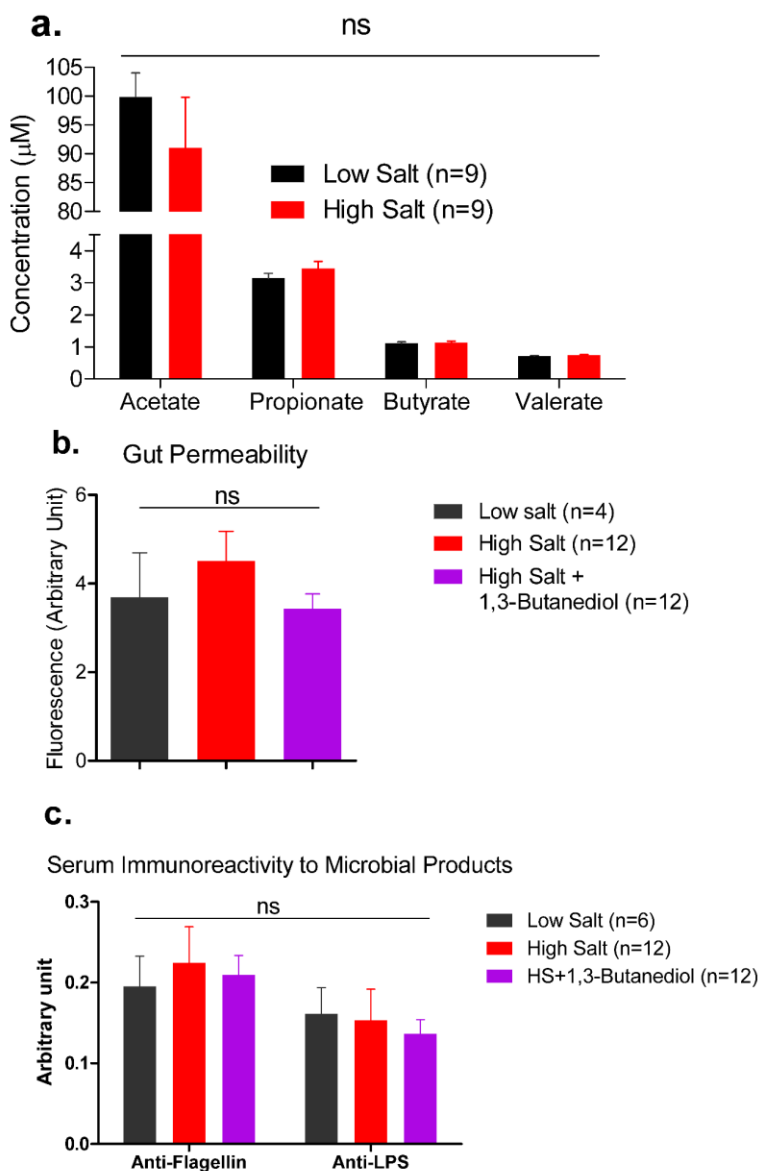 a.
ns
Concentration (μM)
105
100
95
90
85
80
4
3
2
1
0
Low Salt (n=9)
High Salt (n=9)
Acetate
Propionate
Butyrate
Valerate
b.
Gut Permeability
Fluorescence (Arbitrary Unit)
6
4
2
0
ns
Low salt (n=4)
High Salt (n=12)
High Salt +
1,3-Butanediol (n=12)
c.
Serum Immunoreactivity to Microbial Products
Arbitrary unit
0.3
0.2
0.1
0.0
ns
Low Salt (n=6)
High Salt (n=12)
HS+1,3-Butanediol (n=12)
Anti-Flagellin
Anti-LPS